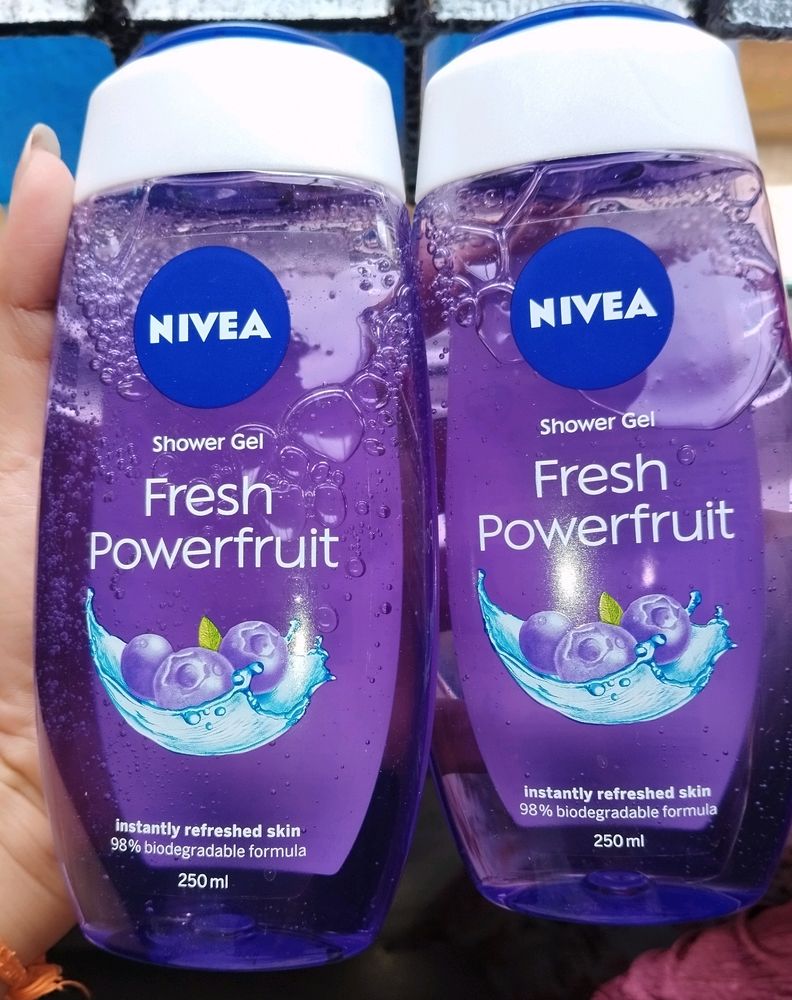 NIVEA
Shower Gel
Fresh
Powerfruit
instantly refreshed skin
98% biodegradable formula
250 ml
NIVEA
Shower Gel
Fresh
Powerfruit
instantly refreshed skin
98% biodegradable formula
250 ml